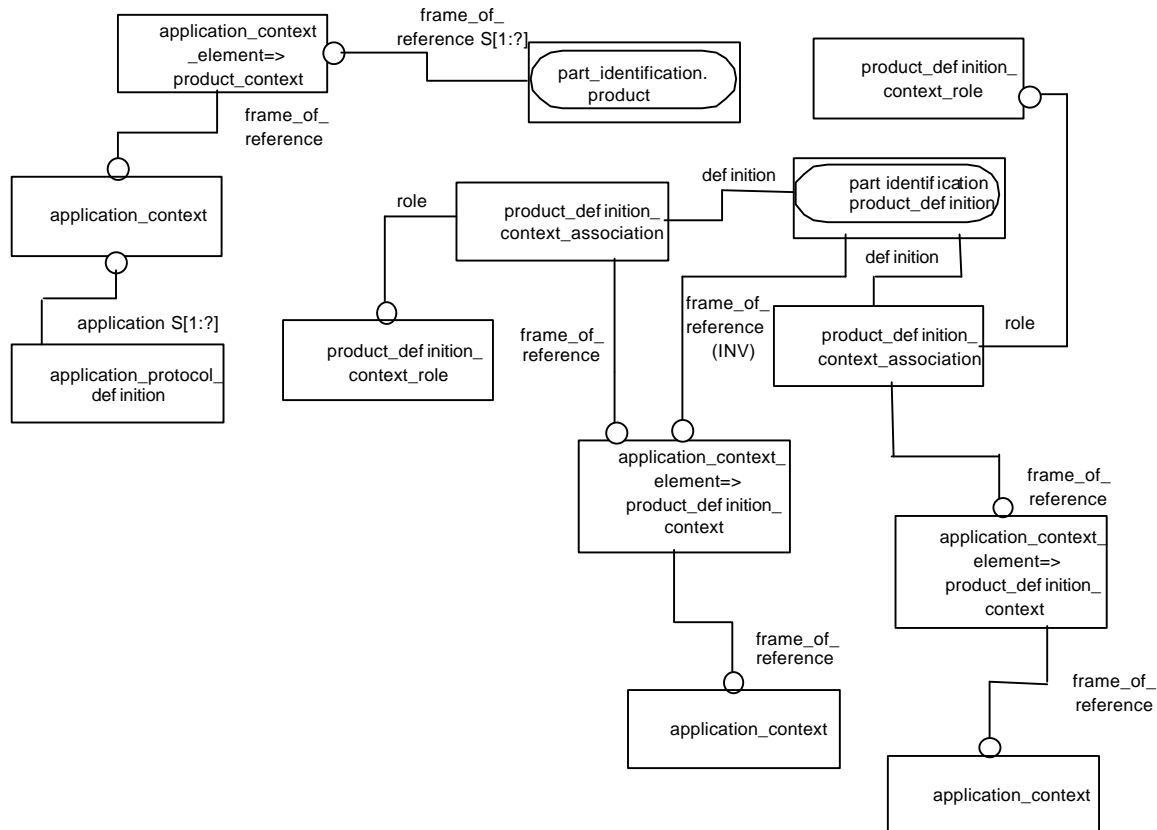 application_context
_element=>
product_context
frame_of_
reference S[1:?]
part_identification.
product
product_def inition_
context_role
frame_of_
reference
application_context
application S[1:?]
application_protocol_
def inition
role
product_def inition_
context_association
def inition
part identification
product_def inition
def inition
product_def inition_
context_role
frame_of_
reference
frame_of_
reference
(INV)
product_def inition_
context_association
role
application_context_
element=>
product_def inition_
context
frame_of_
reference
application_context_
element=>
product_def inition_
context
frame_of_
reference
application_context
frame_of_
reference
application_context